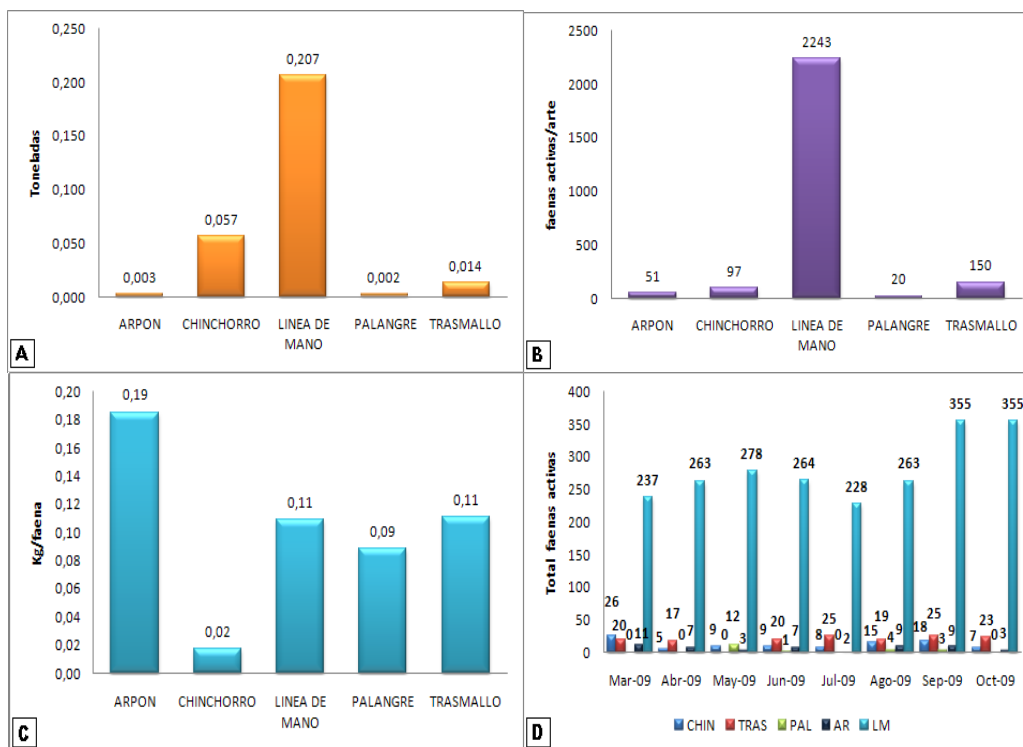 0,250
0,200
0,150
0,100
0,050
0,000
Toneladas
0,003
0,057
0,207
0,002
0,014
ARPON
CHINCHORRO
LINEA DE
MANO
PALANGRE
TRASMALLO
A
2500
2000
1500
1000
500
0
faenas activas/arte
51
97
2243
20
150
ARPON
CHINCHORRO
LINEA DE
MANO
PALANGRE
TRASMALLO
B
0,20
0,18
0,16
0,14
0,12
0,10
0,08
0,06
0,04
0,02
0,00
Kg/faena
0,19
0,02
0,11
0,09
0,11
ARPON
CHINCHORRO
LINEA DE
MANO
PALANGRE
TRASMALLO
C
400
350
300
250
200
150
100
50
0
Total faenas activas
26 20 0 11 237
5 17 0 7 263
9 0 12 3 278
9 20 1 7 264
8 25 0 2 228
15 19 4 9 263
18 25 3 9 355
7 23 0 3 355
Mar-09 Abr-09 May-09 Jun-09 Jul-09 Ago-09 Sep-09 Oct-09
CHIN TRAS PAL AR LM
D